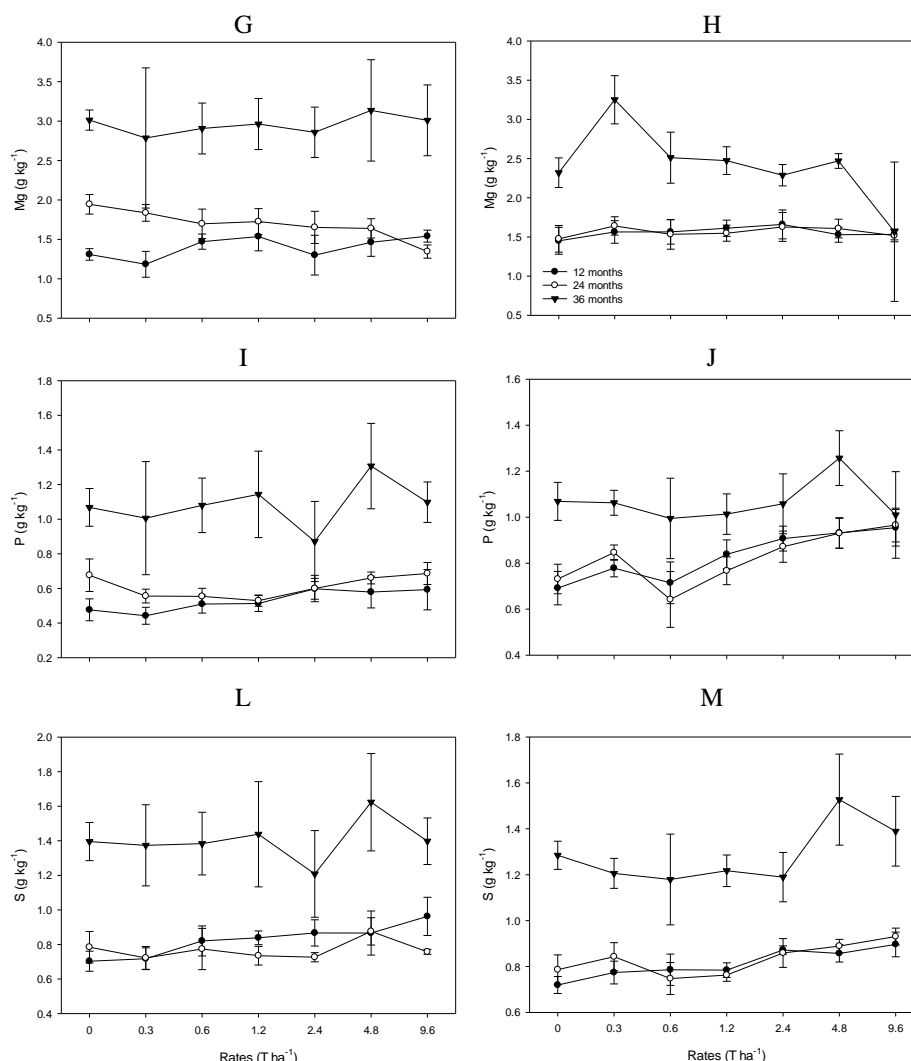 G
4.0
3.5
3.0
2.5
2.0
1.5
1.0
0.5
Mg (g kg⁻¹)
H
4.0
3.5
3.0
2.5
2.0
1.5
1.0
0.5
Mg (g kg⁻¹)
12 months
24 months
36 months
I
1.8
1.6
1.4
1.2
1.0
0.8
0.6
0.4
0.2
P (g kg⁻¹)
J
1.6
1.4
1.2
1.0
0.8
0.6
0.4
P (g kg⁻¹)
L
2.0
1.8
1.6
1.4
1.2
1.0
0.8
0.6
0.4
S (g kg⁻¹)
0 0.3 0.6 1.2 2.4 4.8 9.6
Rates (T ha⁻¹)
M
1.8
1.6
1.4
1.2
1.0
0.8
0.6
S (g kg⁻¹)
0 0.3 0.6 1.2 2.4 4.8 9.6
Rates (T ha⁻¹)